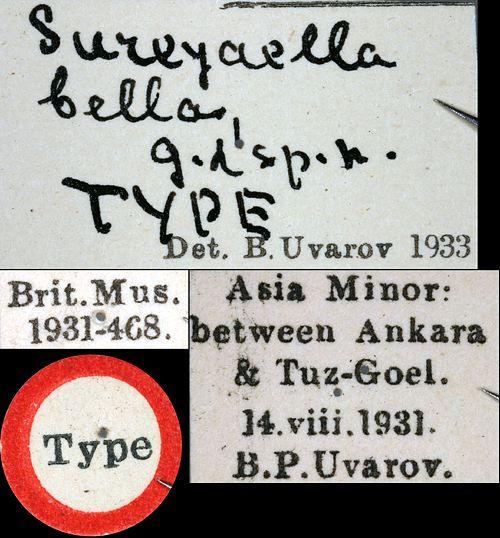 Sureyaella
bella,
g. & sp. n.
TYPE
Det. B. Uvarov 1933
Brit. Mus.
1931-468.
Asia Minor:
between Ankara
& Tuz-Goel.
14.viii.1931.
B.P. Uvarov.
Type